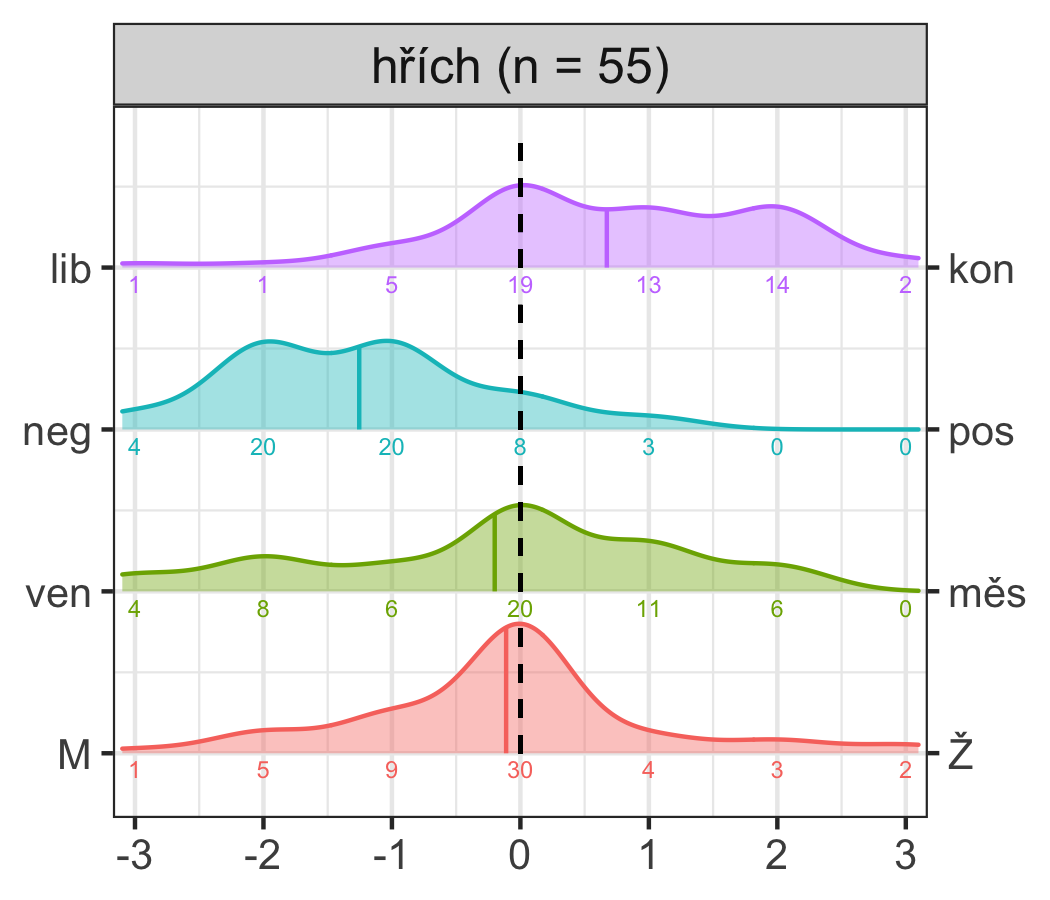 hřích (n = 55)
lib kon
1 1 5 19 13 14 2
neg pos
4 20 20 8 3 0 0
ven měs
4 8 6 20 11 6 0
M Ž
1 5 9 30 4 3 2
-3 -2 -1 0 1 2 3